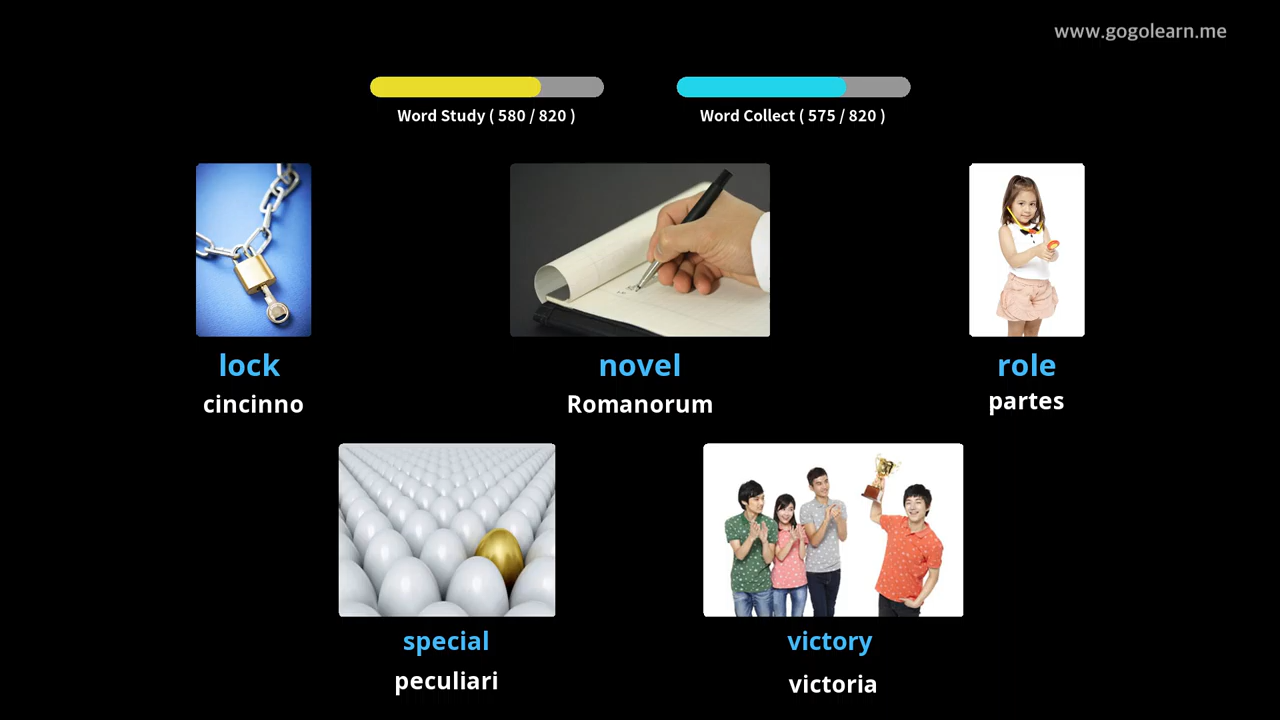 www.gogolearn.me
Word Study ( 580 / 820 )
Word Collect ( 575 / 820 )
lock
cincinno
novel
Romanorum
role
partes
special
peculiari
victory
victoria